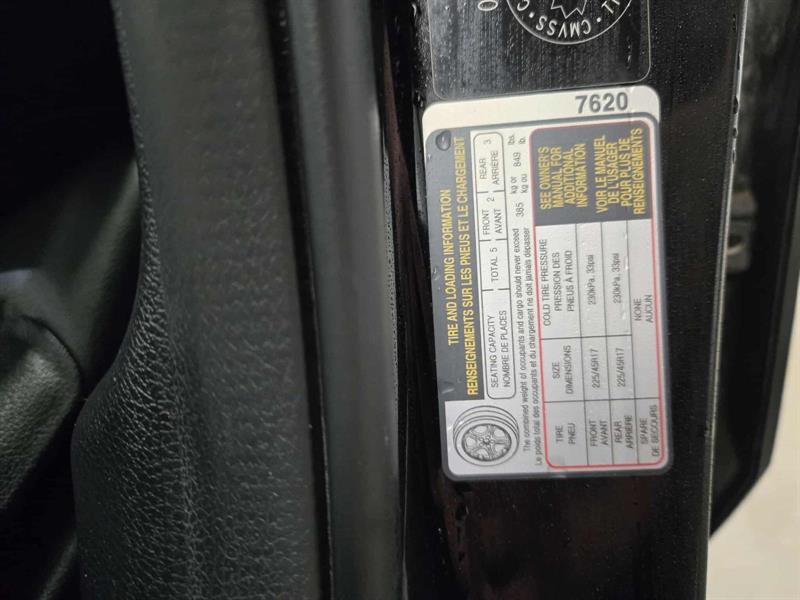 CMVSS
7620
TIRE AND LOADING INFORMATION
RENSEIGNEMENTS SUR LES PNEUS ET LE CHARGEMENT
SEATING CAPACITY TOTAL 5 FRONT 2 REAR 3
NOMBRE DE PLACES AVANT ARRIÈRE
The combined weight of occupants and cargo should never exceed 385 kg or 849 lbs.
Le poids total des occupants et du chargement ne doit jamais dépasser kg ou lb.
TIRE SIZE COLD TIRE PRESSURE
PNEU DIMENSIONS PRESSION DES
PNEUS À FROID
FRONT 225/45R17 230kPa, 33psi
AVANT
REAR 225/45R17 230kPa, 33psi
ARRIÈRE
SPARE NONE
DE SECOURS AUCUN
SEE OWNER'S
MANUAL FOR
ADDITIONAL
INFORMATION
VOIR LE MANUEL
DE L'USAGER
POUR PLUS DE
RENSEIGNEMENTS